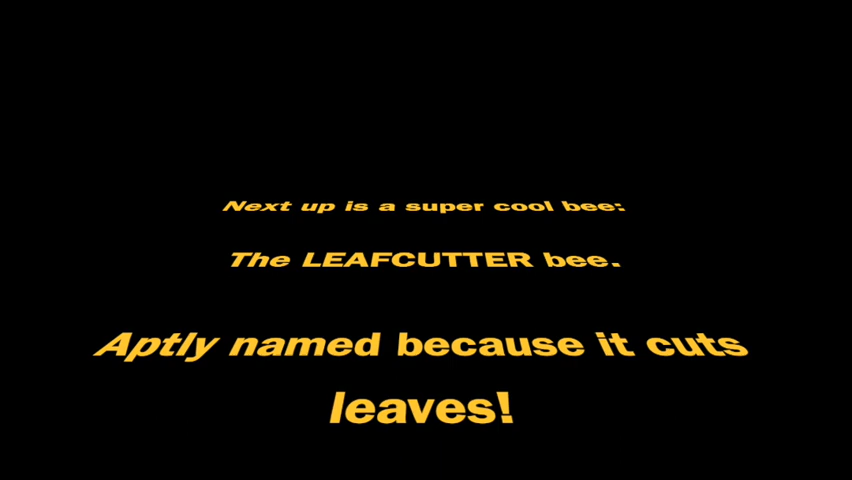 Next up is a super cool bee:
The LEAFCUTTER bee.
Aptly named because it cuts
leaves!